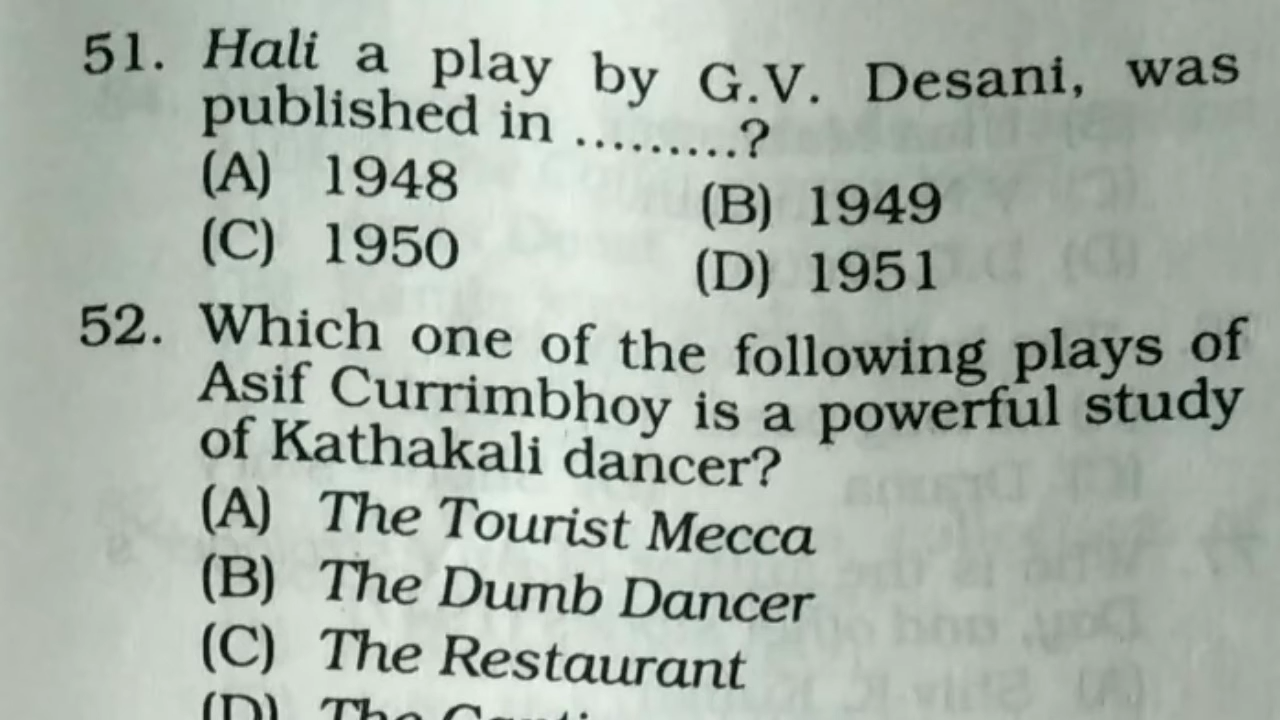 51. Hali a play by G.V. Desani, was
published in .........?
(A) 1948 (B) 1949
(C) 1950 (D) 1951
52. Which one of the following plays of
Asif Currimbhoy is a powerful study
of Kathakali dancer?
(A) The Tourist Mecca
(B) The Dumb Dancer
(C) The Restaurant
(D) The